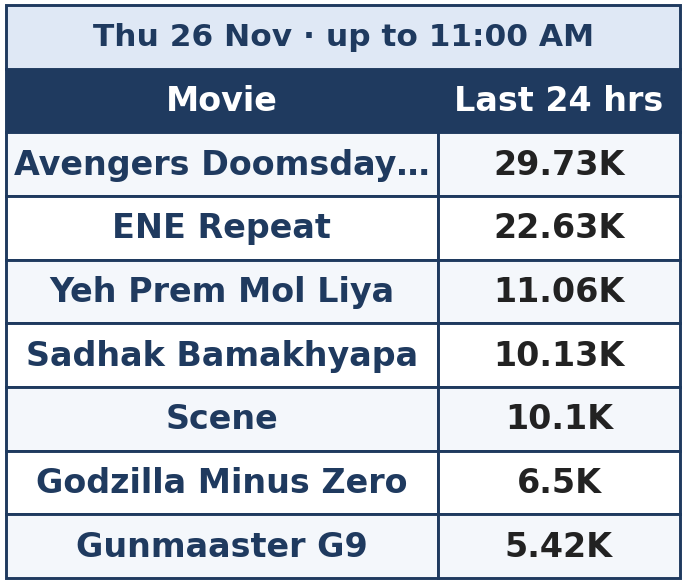 Thu 26 Nov · up to 11:00 AM
Movie Last 24 hrs
Avengers Doomsday... 29.73K
ENE Repeat 22.63K
Yeh Prem Mol Liya 11.06K
Sadhak Bamakhyapa 10.13K
Scene 10.1K
Godzilla Minus Zero 6.5K
Gunmaaster G9 5.42K